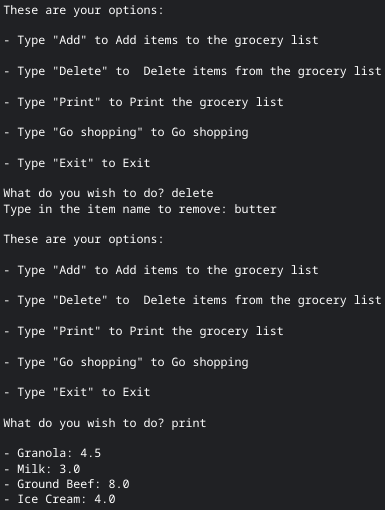 These are your options:
- Type "Add" to Add items to the grocery list
- Type "Delete" to  Delete items from the grocery list
- Type "Print" to Print the grocery list
- Type "Go shopping" to Go shopping
- Type "Exit" to Exit
What do you wish to do? delete
Type in the item name to remove: butter
These are your options:
- Type "Add" to Add items to the grocery list
- Type "Delete" to  Delete items from the grocery list
- Type "Print" to Print the grocery list
- Type "Go shopping" to Go shopping
- Type "Exit" to Exit
What do you wish to do? print
- Granola: 4.5
- Milk: 3.0
- Ground Beef: 8.0
- Ice Cream: 4.0